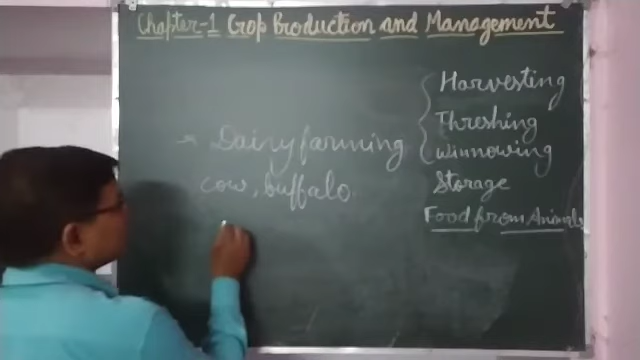 Chapter-1 Crop Production and Management
Harvesting
Threshing
Winnowing
Storage
Food from Animals
→ Dairy farming
cow, buffalo